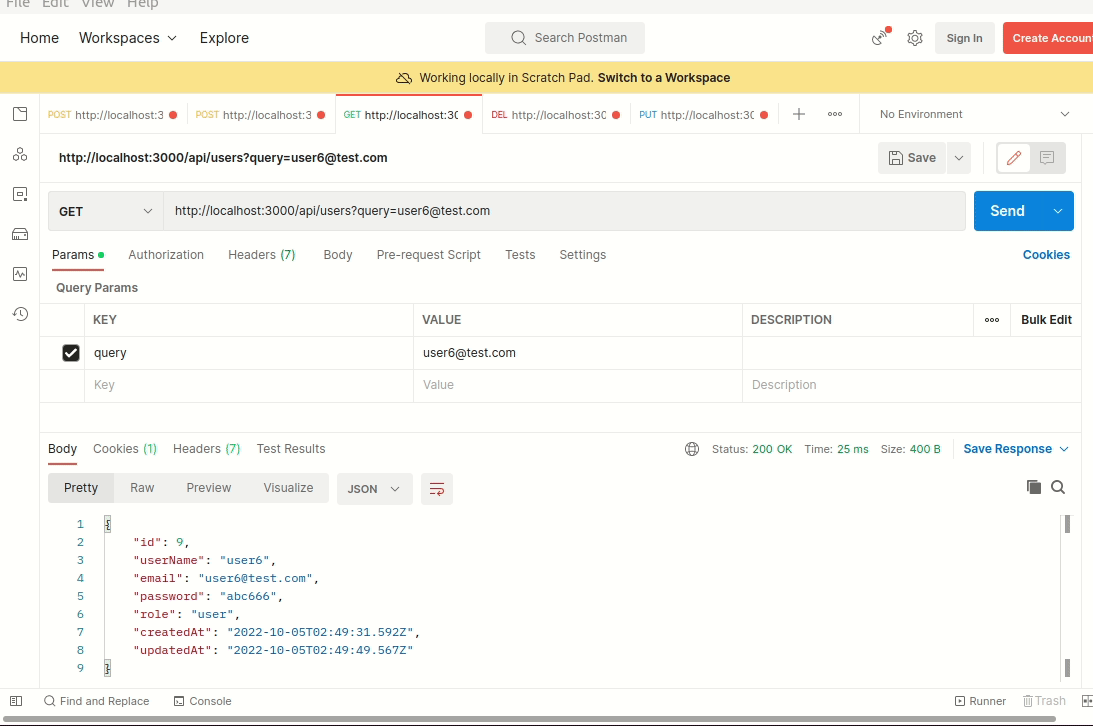 File Edit View Help
Home Workspaces Explore Search Postman Sign In Create Accoun
Working locally in Scratch Pad. Switch to a Workspace
POST http://localhost:3 POST http://localhost:3 GET http://localhost:30 DEL http://localhost:30 PUT http://localhost:30 No Environment
http://localhost:3000/api/users?query=user6@test.com Save
GET http://localhost:3000/api/users?query=user6@test.com Send
Params Authorization Headers (7) Body Pre-request Script Tests Settings Cookies
Query Params
KEY VALUE DESCRIPTION Bulk Edit
query user6@test.com
Key Value Description
Body Cookies (1) Headers (7) Test Results Status: 200 OK Time: 25 ms Size: 400 B Save Response
Pretty Raw Preview Visualize JSON
1 {
2 "id": 9,
3 "userName": "user6",
4 "email": "user6@test.com",
5 "password": "abc666",
6 "role": "user",
7 "createdAt": "2022-10-05T02:49:31.592Z",
8 "updatedAt": "2022-10-05T02:49:49.567Z"
9 }
Find and Replace Console Runner Trash